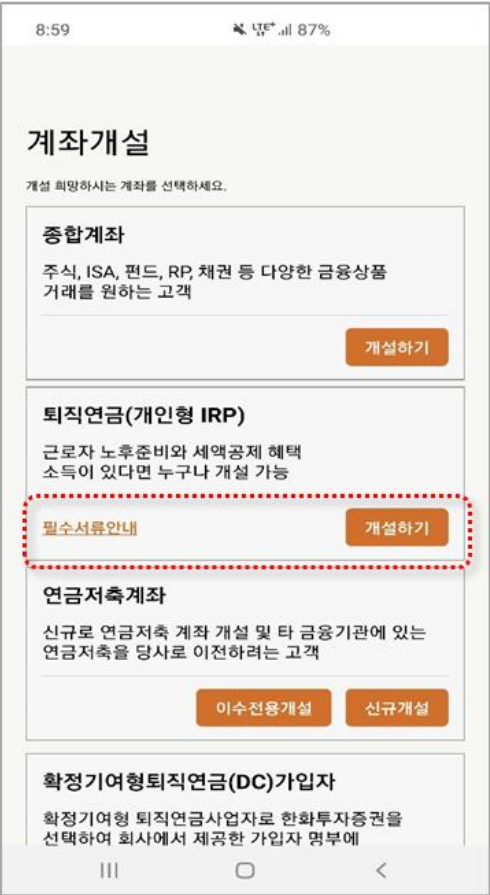 8:59
LTE+ 87%
계좌개설
개설 희망하시는 계좌를 선택하세요.
종합계좌
주식, ISA, 펀드, RP, 채권 등 다양한 금융상품
거래를 원하는 고객
개설하기
퇴직연금(개인형 IRP)
근로자 노후준비와 세액공제 혜택
소득이 있다면 누구나 개설 가능
필수서류안내 개설하기
연금저축계좌
신규로 연금저축 계좌 개설 및 타 금융기관에 있는
연금저축을 당사로 이전하려는 고객
이수전용개설 신규개설
확정기여형퇴직연금(DC)가입자
확정기여형 퇴직연금사업자로 한화투자증권을
선택하여 회사에서 제공한 가입자 명부에